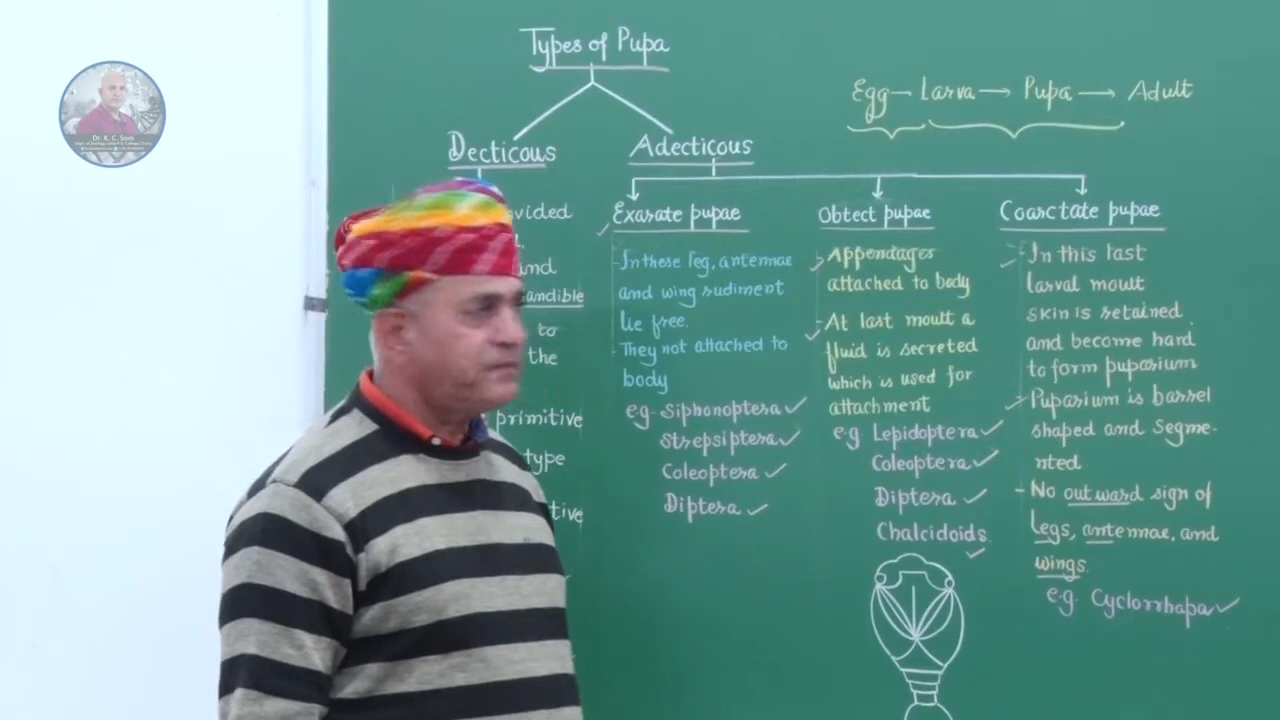 Types of Pupa
Egg → Larva → Pupa → Adult
Decticous
Adecticous
and
andible
to
the
primitive
type
Exarate pupae
-In these leg, antennae
and wing rudiment
lie free.
They not attached to
body
eg. Siphonoptera ✓
Strepsiptera ✓
Coleoptera ✓
Diptera ✓
Obtect pupae
- Appendages
attached to body
- At last moult a
fluid is secreted
which is used for
attachment
e.g. Lepidoptera ✓
Coleoptera ✓
Diptera ✓
Chalcidoids. ✓
Coarctate pupae
- In this last
larval moult
skin is retained
and become hard
to form puparium
- Puparium is barrel
shaped and segme-
nted.
- No outward sign of
legs, antennae, and
wings.
e.g. Cyclorrhapa ✓
Dr. K. C. Soni